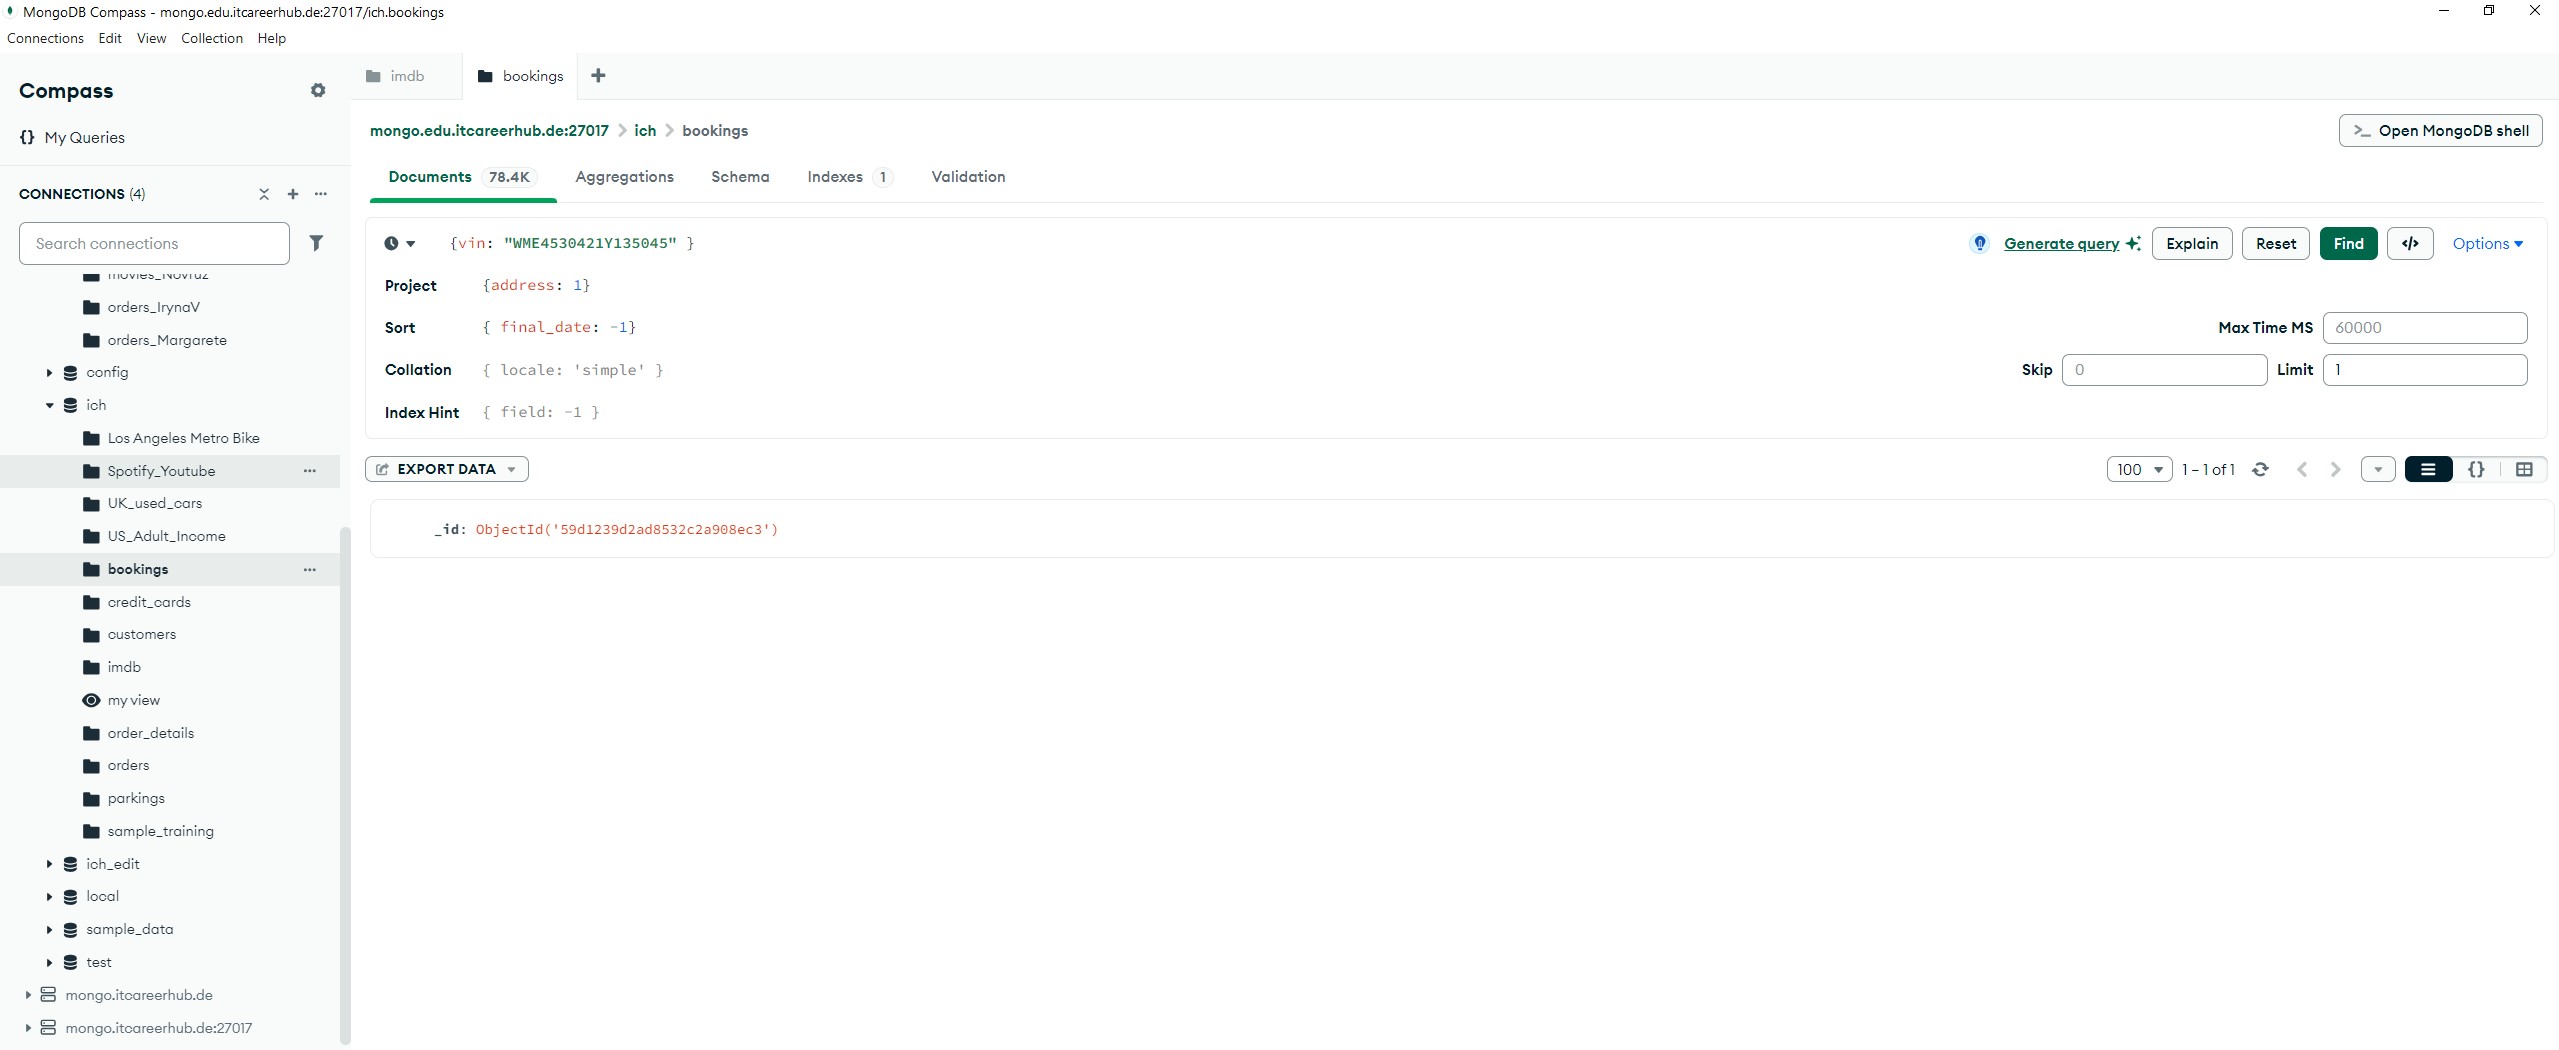 MongoDB Compass - mongo.edu.itcareerhub.de:27017/ich.bookings
Connections Edit View Collection Help
Compass
{} My Queries
CONNECTIONS (4)
Search connections
movies_Novruz
orders_IrynaV
orders_Margarete
config
ich
Los Angeles Metro Bike
Spotify_Youtube
UK_used_cars
US_Adult_Income
bookings
credit_cards
customers
imdb
my view
order_details
orders
parkings
sample_training
ich_edit
local
sample_data
test
mongo.itcareerhub.de
mongo.itcareerhub.de:27017
imdb
bookings
mongo.edu.itcareerhub.de:27017 > ich > bookings
>_ Open MongoDB shell
Documents 78.4K Aggregations Schema Indexes 1 Validation
{vin: "WME4530421Y135045" }
Generate query Explain Reset Find </> Options
Project {address: 1}
Sort { final_date: -1}
Max Time MS 60000
Collation { locale: 'simple' }
Skip 0 Limit 1
Index Hint { field: -1 }
EXPORT DATA
100 1 – 1 of 1 {}
_id: ObjectId('59d1239d2ad8532c2a908ec3')